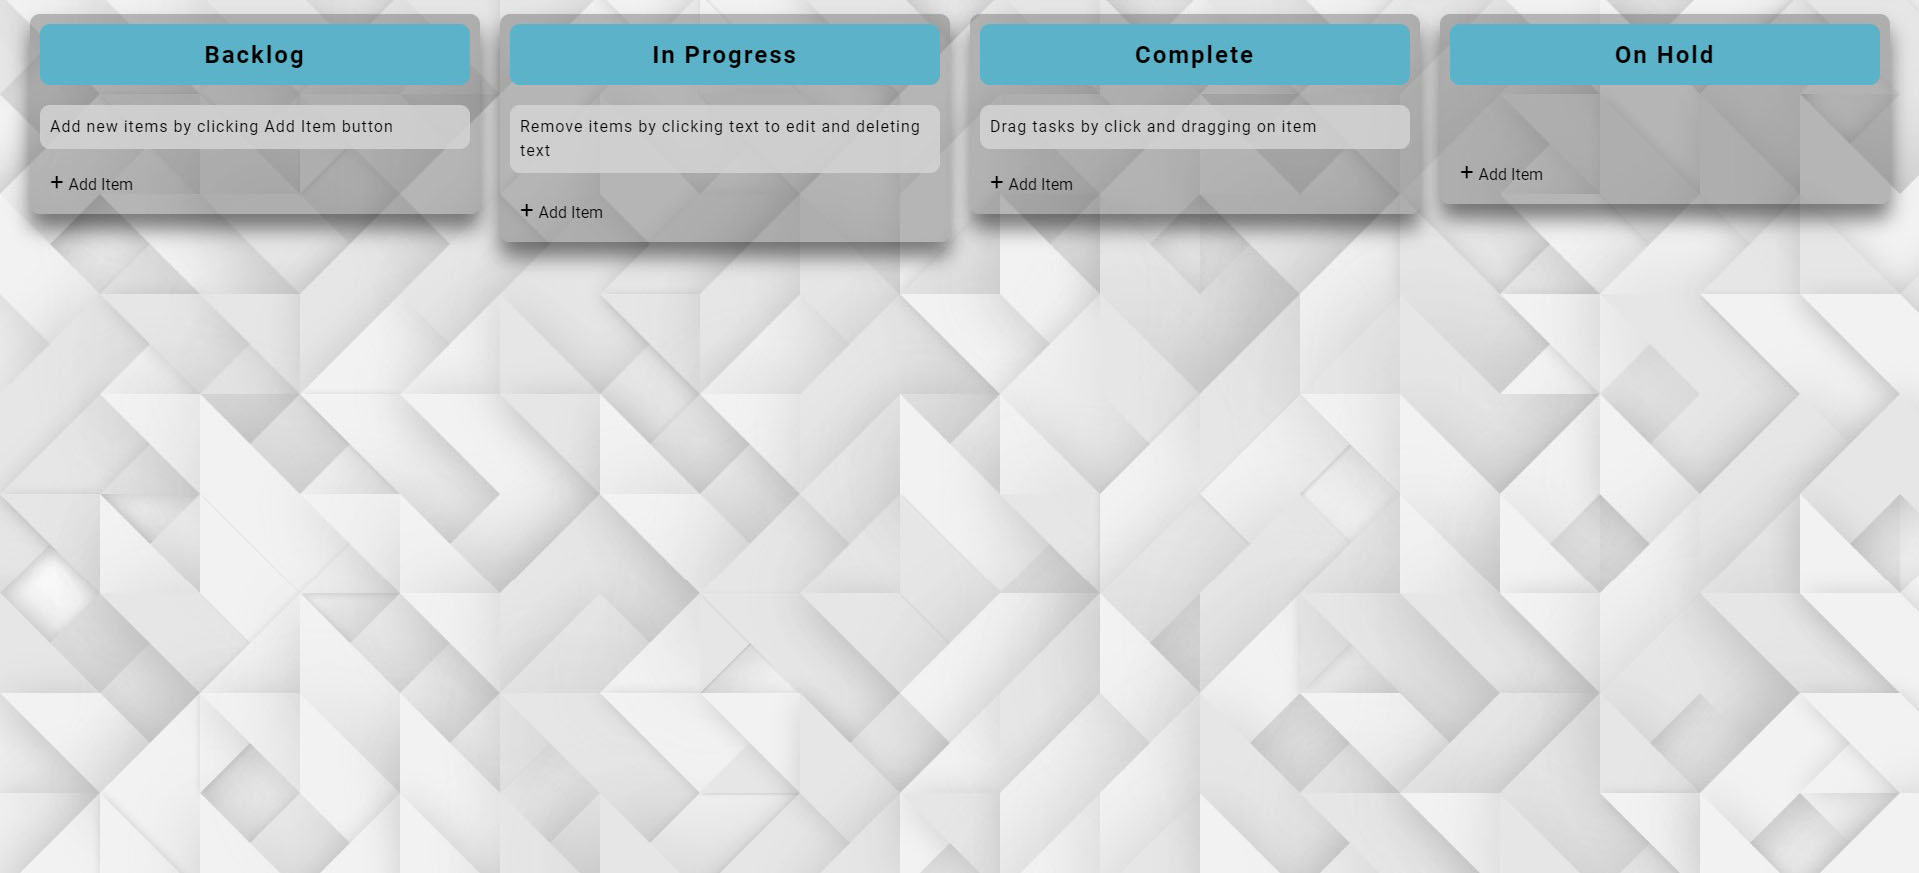 Backlog
Add new items by clicking Add Item button
+ Add Item
In Progress
Remove items by clicking text to edit and deleting
text
+ Add Item
Complete
Drag tasks by click and dragging on item
+ Add Item
On Hold
+ Add Item